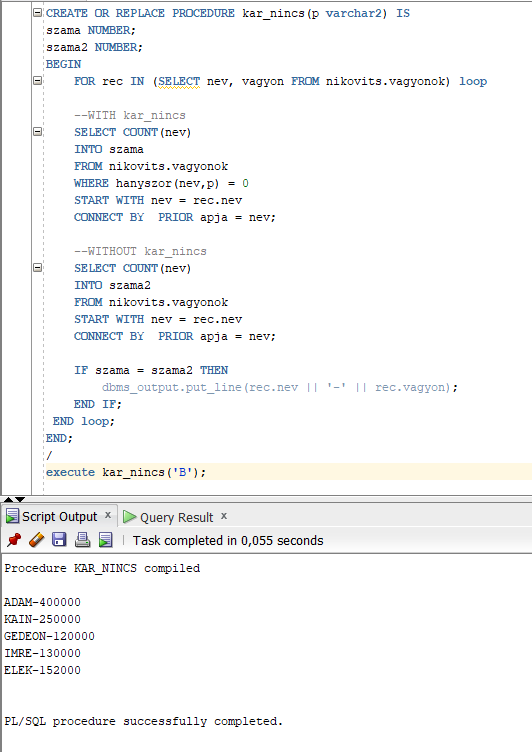 CREATE OR REPLACE PROCEDURE kar_nincs(p varchar2) IS
szama NUMBER;
szama2 NUMBER;
BEGIN
FOR rec IN (SELECT nev, vagyon FROM nikovits.vagyonok) loop
--WITH kar_nincs
SELECT COUNT(nev)
INTO szama
FROM nikovits.vagyonok
WHERE hanyszor(nev,p) = 0
START WITH nev = rec.nev
CONNECT BY  PRIOR apja = nev;
--WITHOUT kar_nincs
SELECT COUNT(nev)
INTO szama2
FROM nikovits.vagyonok
START WITH nev = rec.nev
CONNECT BY  PRIOR apja = nev;
IF szama = szama2 THEN
dbms_output.put_line(rec.nev || '-' || rec.vagyon);
END IF;
END loop;
END;
/
execute kar_nincs('B');
Script Output x Query Result x
Task completed in 0,055 seconds
Procedure KAR_NINCS compiled
ADAM-400000
KAIN-250000
GEDEON-120000
IMRE-130000
ELEK-152000
PL/SQL procedure successfully completed.